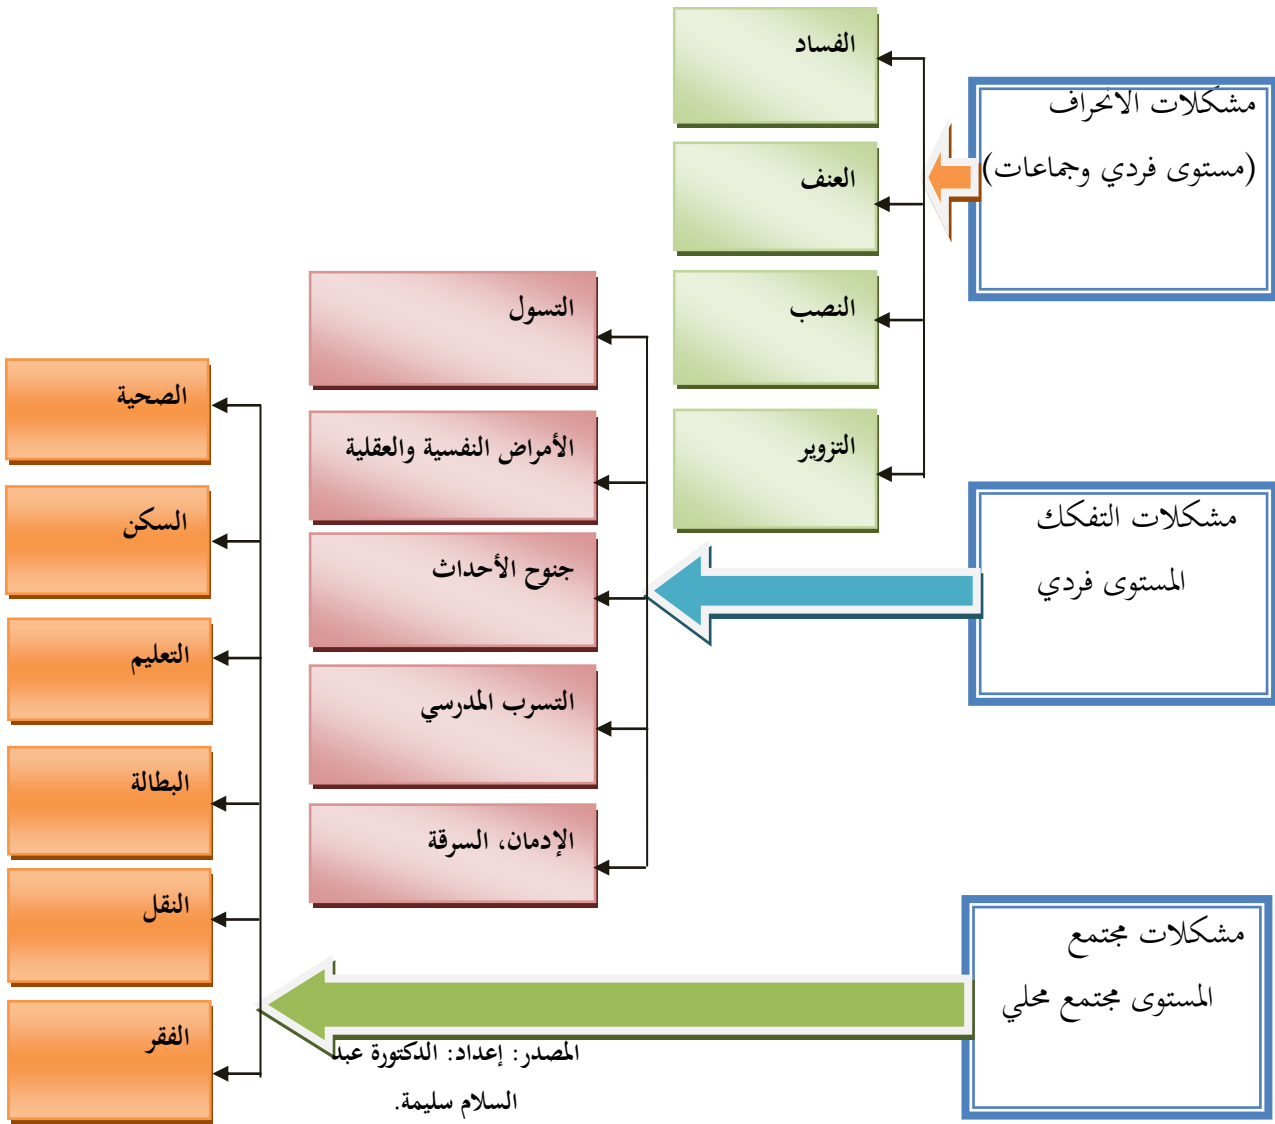 مشكلات الانحراف
(مستوى فردي وجماعات)
الفساد
العنف
النصب
التزوير
مشكلات التفكك
المستوى فردي
التسول
الأمراض النفسية والعقلية
جنوح الأحداث
التسرب المدرسي
الإدمان، السرقة
مشكلات مجتمع
المستوى مجتمع محلي
الصحية
السكن
التعليم
البطالة
النقل
الفقر
المصدر: إعداد: الدكتورة عبد
السلام سليمة.